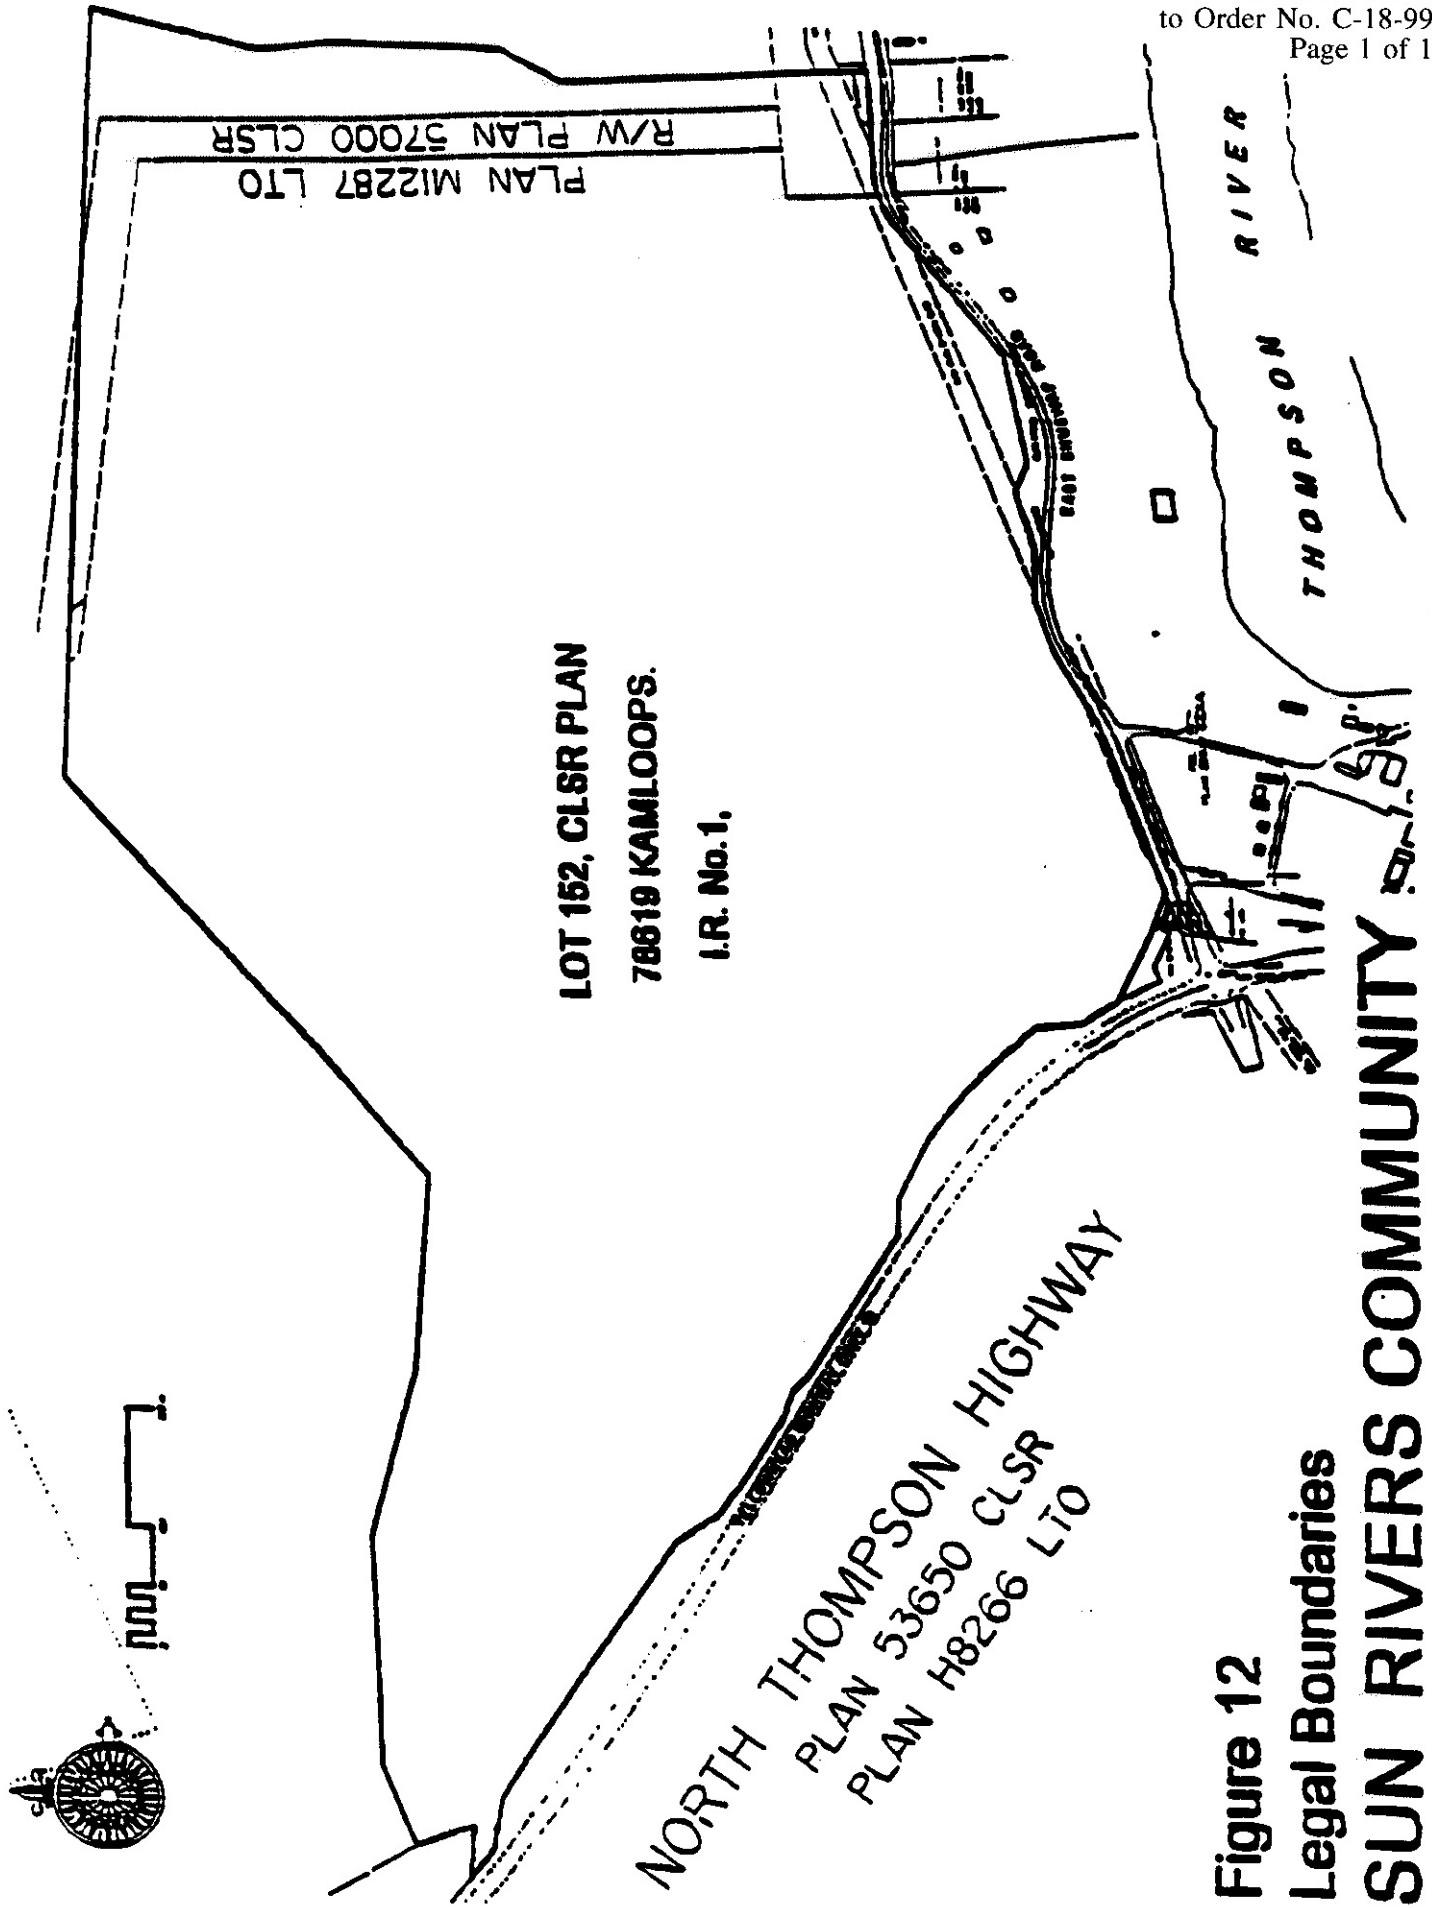 to Order No. C-18-99
Page 1 of 1
R/W PLAN 57000 CLSR
PLAN M12287 LTO
LOT 152, CLSR PLAN
78619 KAMLOOPS.
I.R. No.1,
THOMPSON RIVER
NORTH THOMPSON HIGHWAY
PLAN 53650 CLSR
PLAN H8266 LTO
Figure 12
Legal Boundaries
SUN RIVERS COMMUNITY